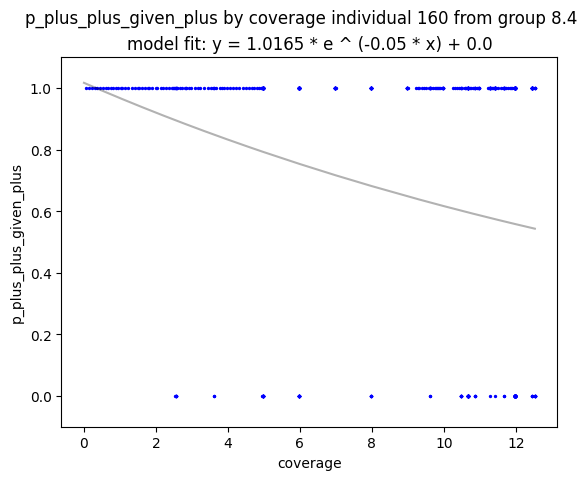 p_plus_plus_given_plus by coverage individual 160 from group 8.4
model fit: y = 1.0165 * e ^ (-0.05 * x) + 0.0
1.0
0.8
0.6
0.4
0.2
0.0
p_plus_plus_given_plus
0 2 4 6 8 10 12
coverage